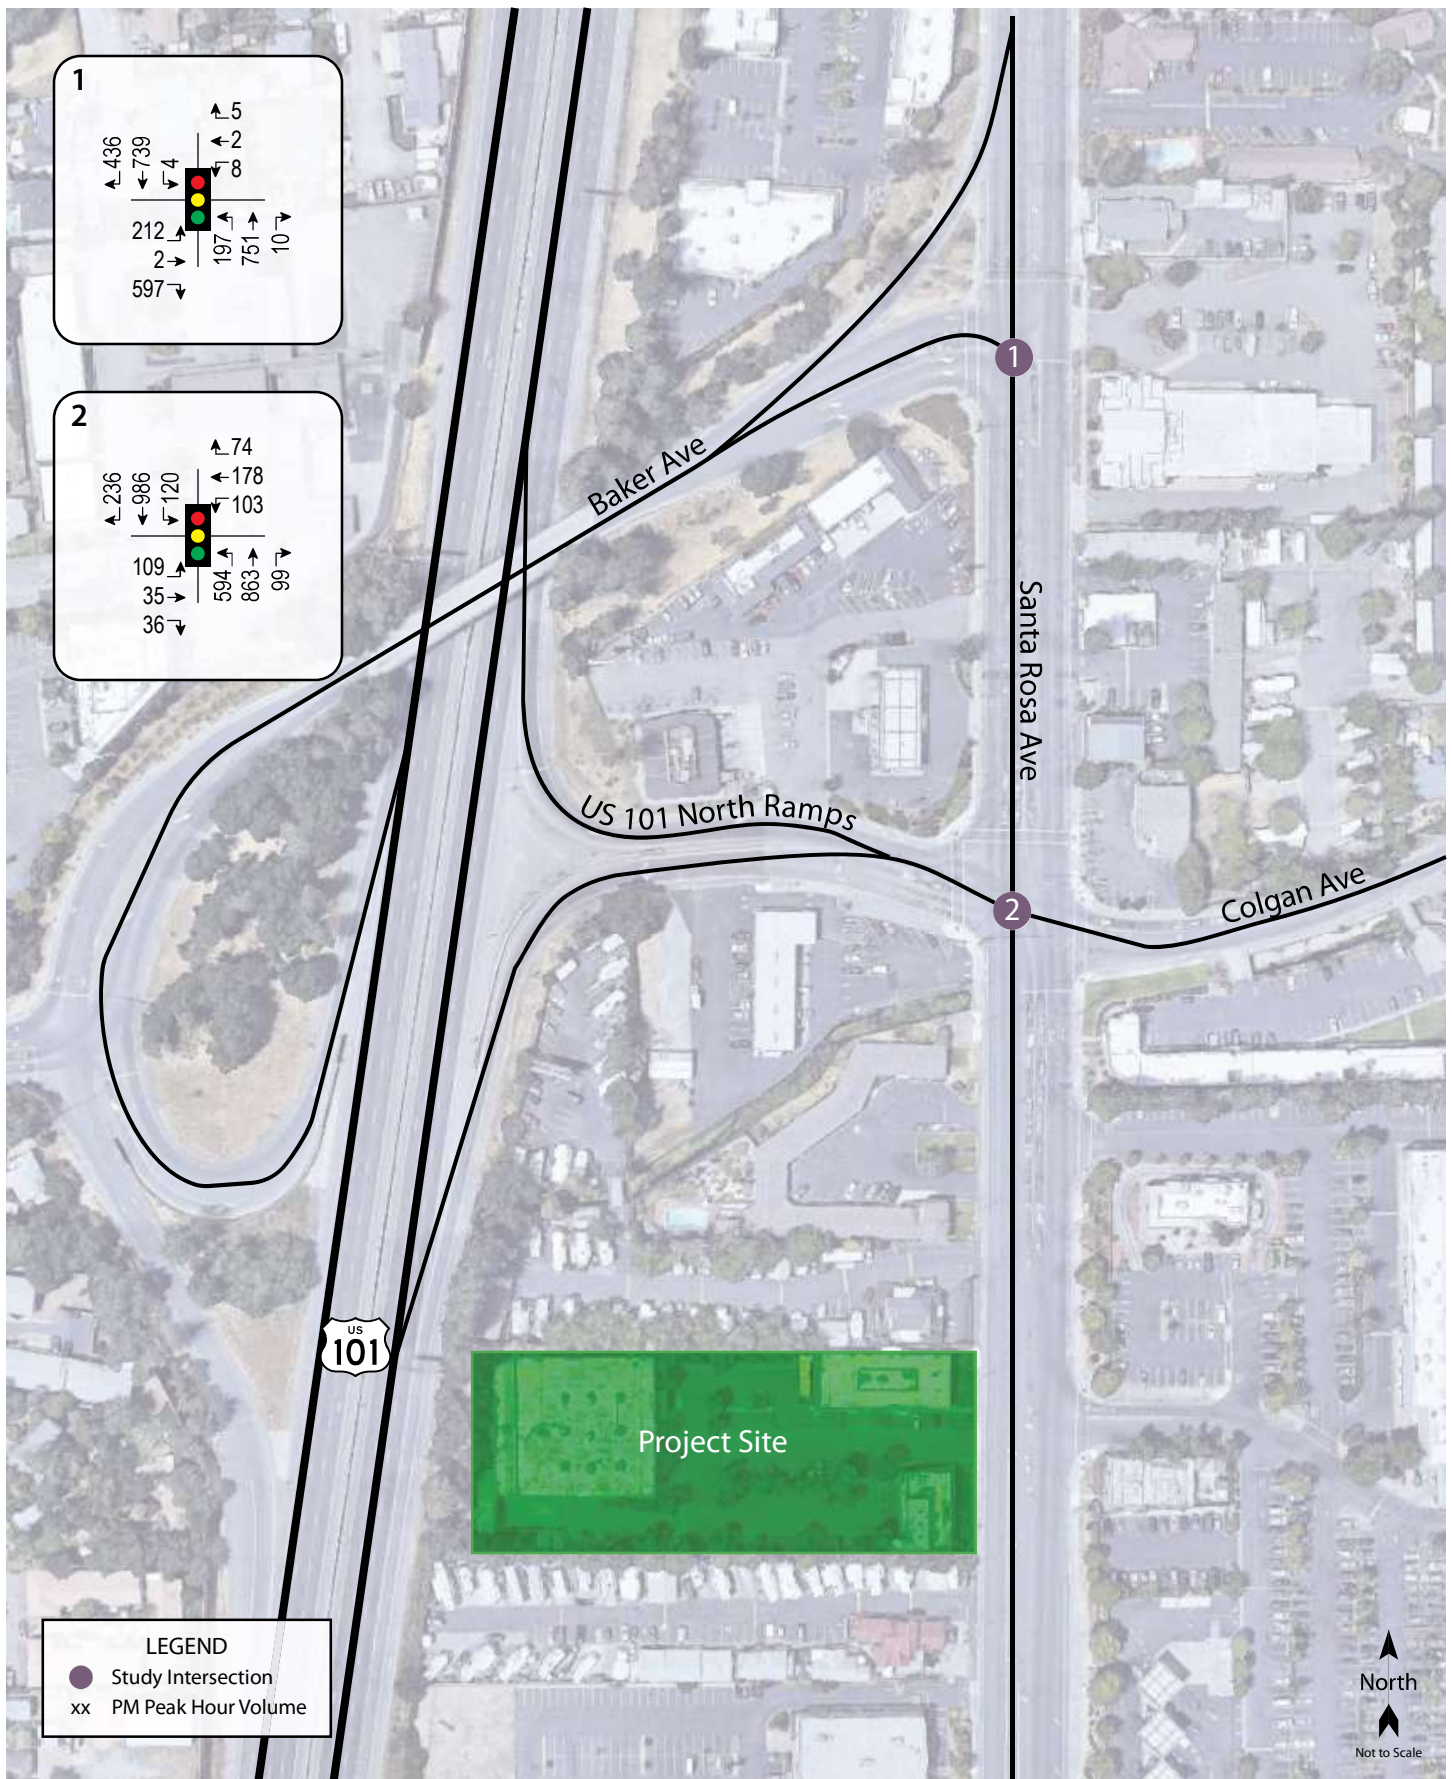 1
5
2
8
436
739
4
212
2
597
197
751
10
2
74
178
103
236
986
120
109
35
36
594
863
99
Baker Ave
1
Santa Rosa Ave
US 101 North Ramps
2
Colgan Ave
US
101
Project Site
LEGEND
Study Intersection
xx PM Peak Hour Volume
North
Not to Scale